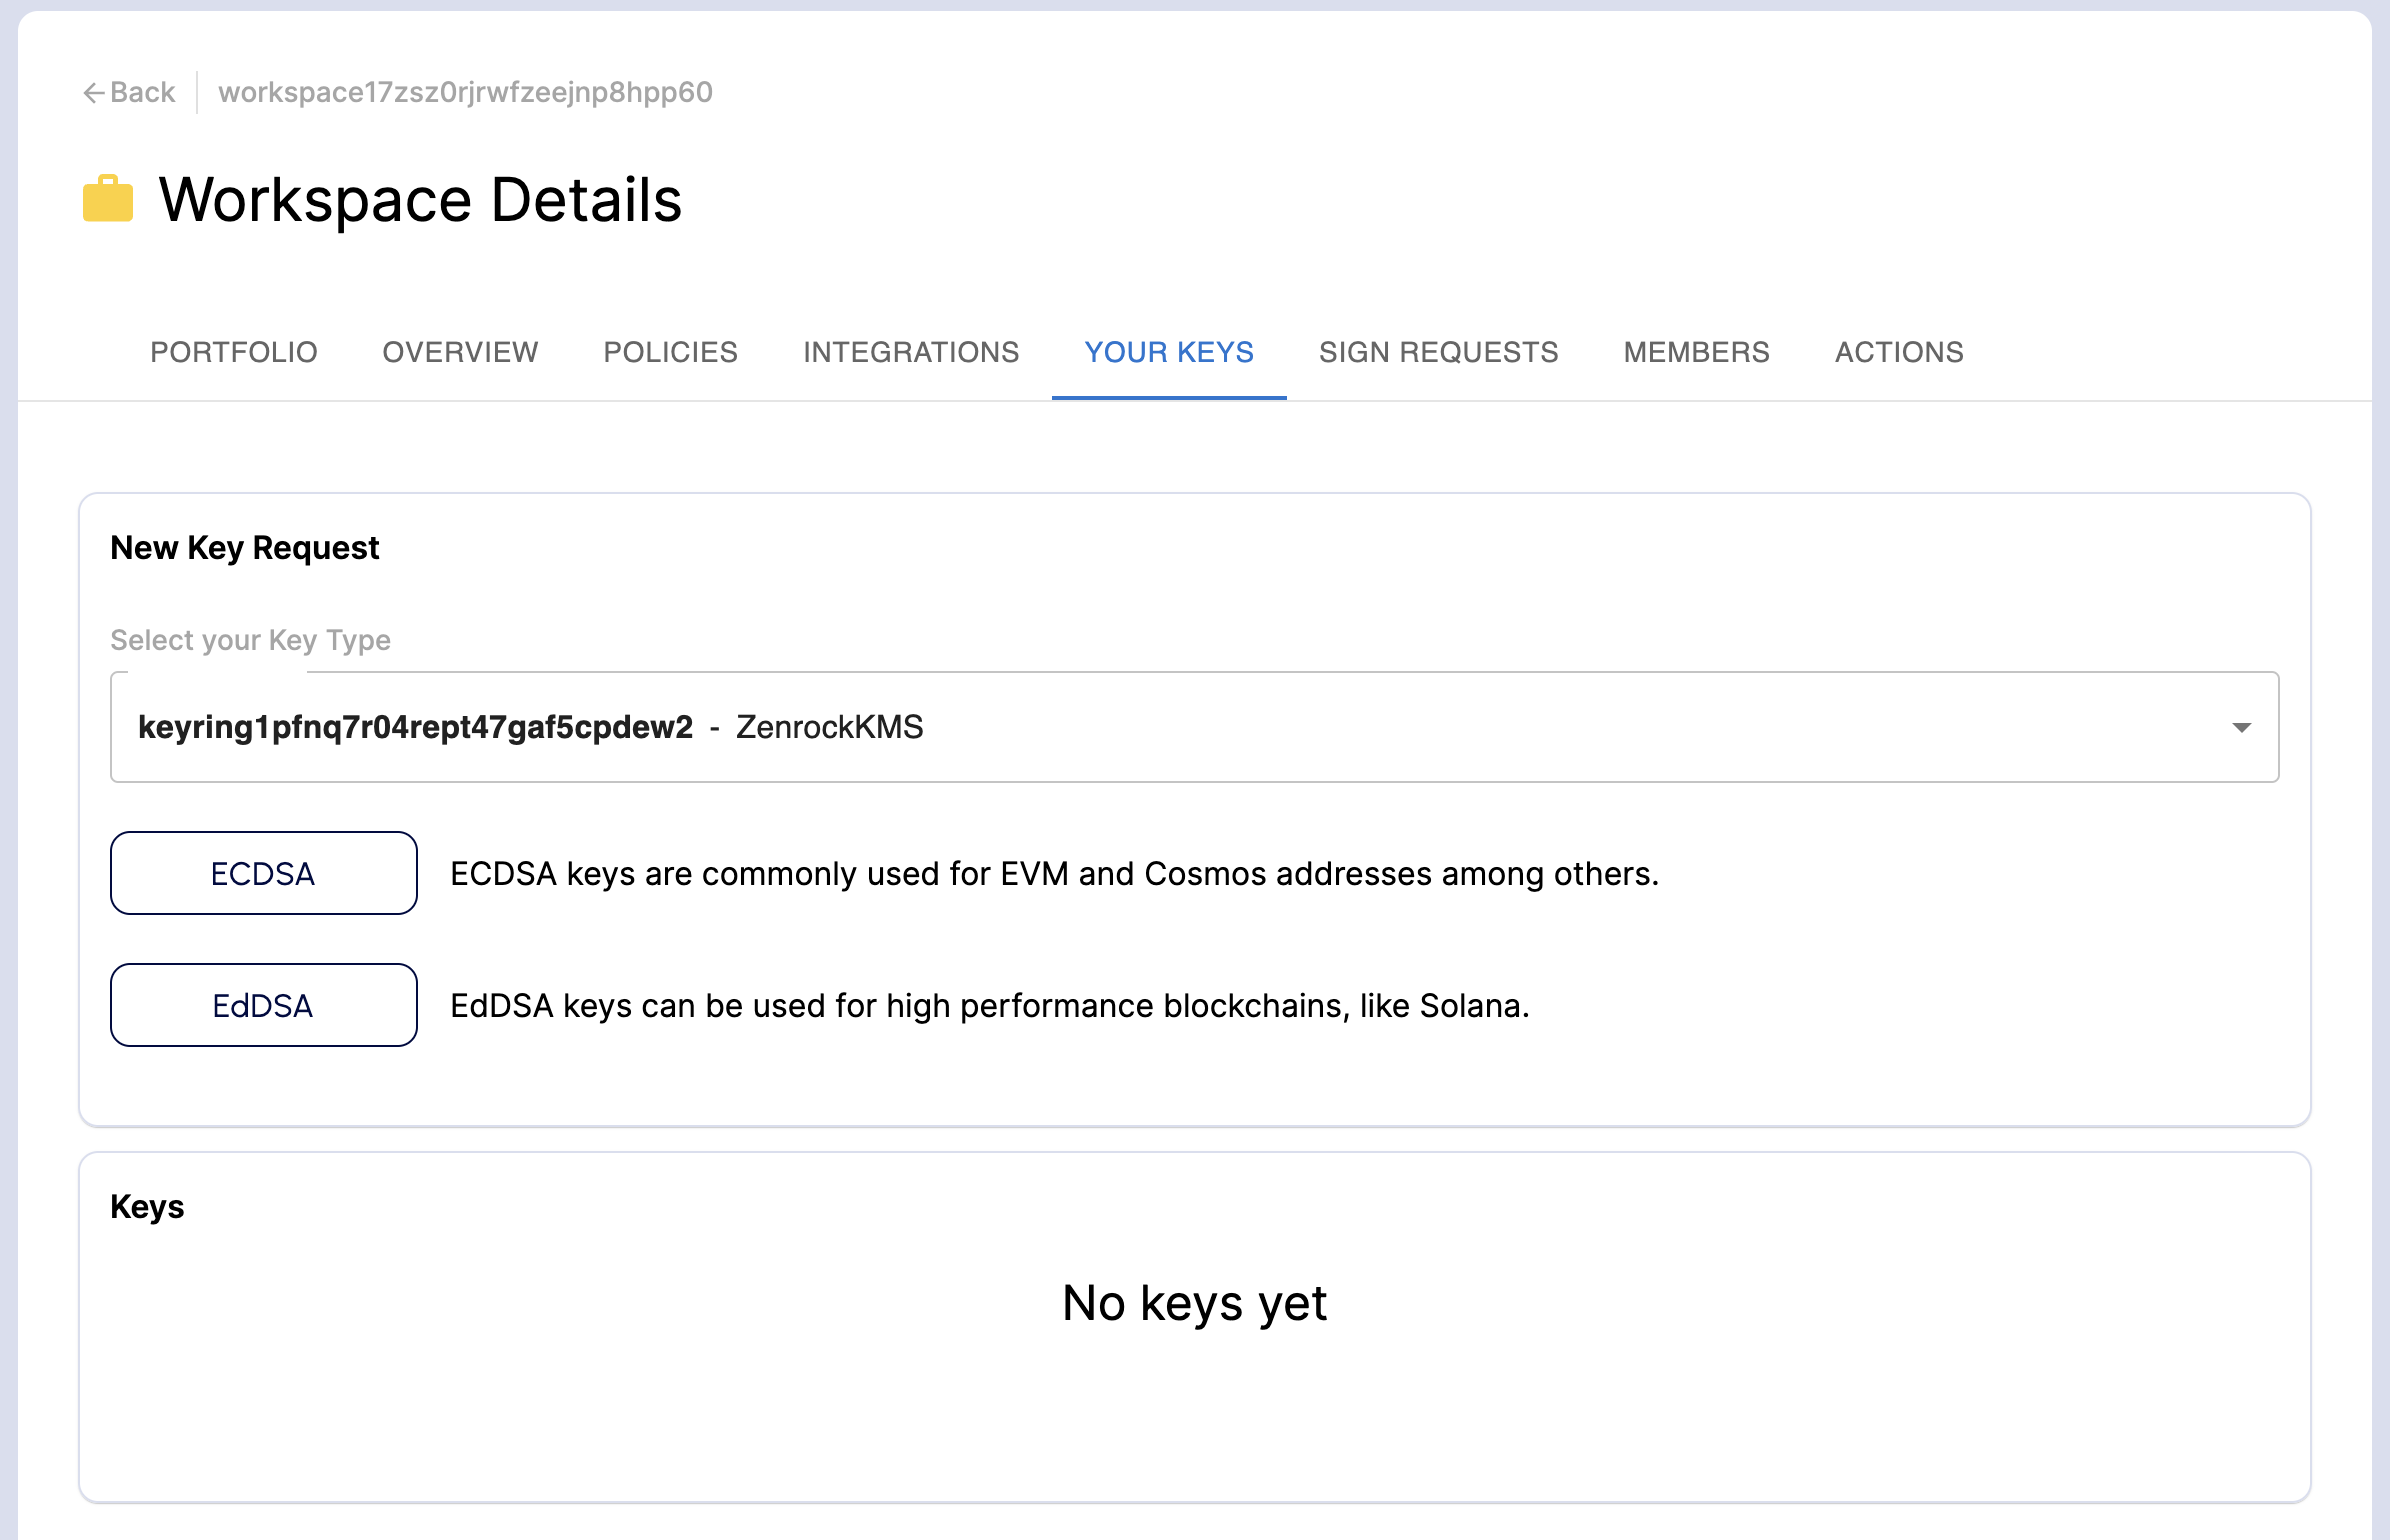 Back workspace17zsz0rjrwfzeejnp8hpp60
Workspace Details
PORTFOLIO OVERVIEW POLICIES INTEGRATIONS YOUR KEYS SIGN REQUESTS MEMBERS ACTIONS
New Key Request
Select your Key Type
keyring1pfnq7r04rept47gaf5cpdew2 - ZenrockKMS
ECDSA ECDSA keys are commonly used for EVM and Cosmos addresses among others.
EdDSA EdDSA keys can be used for high performance blockchains, like Solana.
Keys
No keys yet